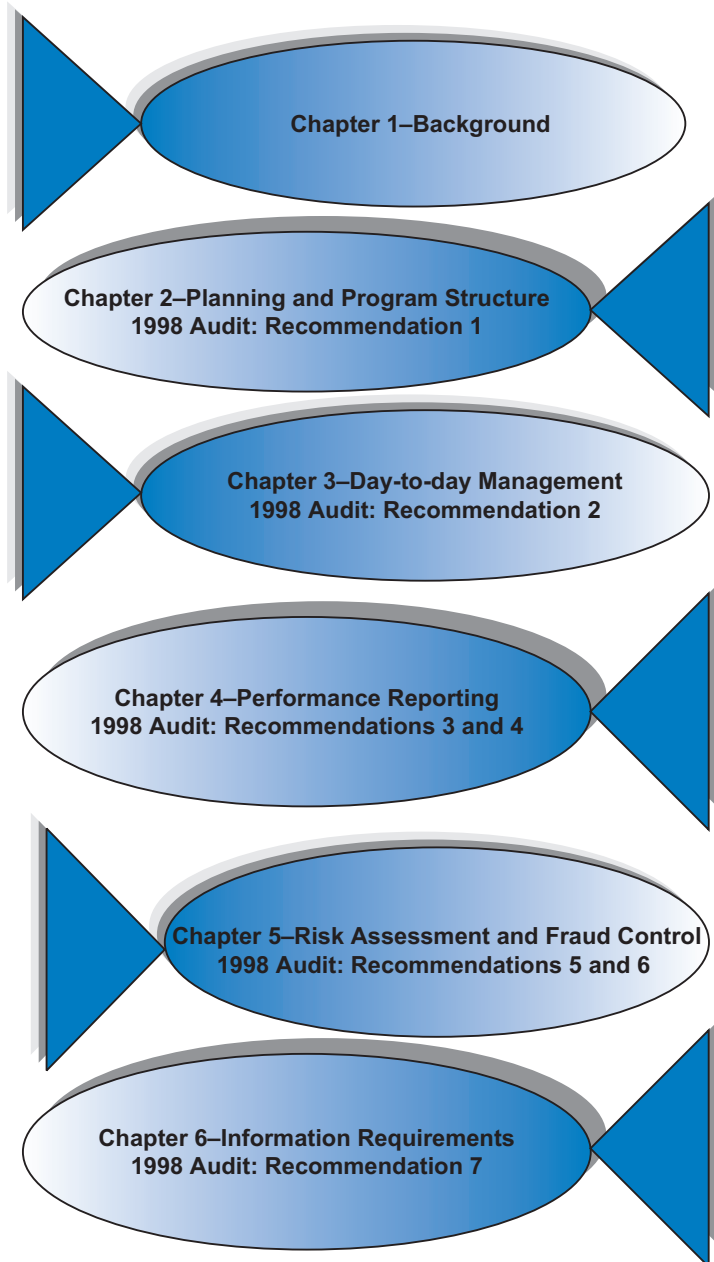 Chapter 1–Background
Chapter 2–Planning and Program Structure
1998 Audit: Recommendation 1
Chapter 3–Day-to-day Management
1998 Audit: Recommendation 2
Chapter 4–Performance Reporting
1998 Audit: Recommendations 3 and 4
Chapter 5–Risk Assessment and Fraud Control
1998 Audit: Recommendations 5 and 6
Chapter 6–Information Requirements
1998 Audit: Recommendation 7